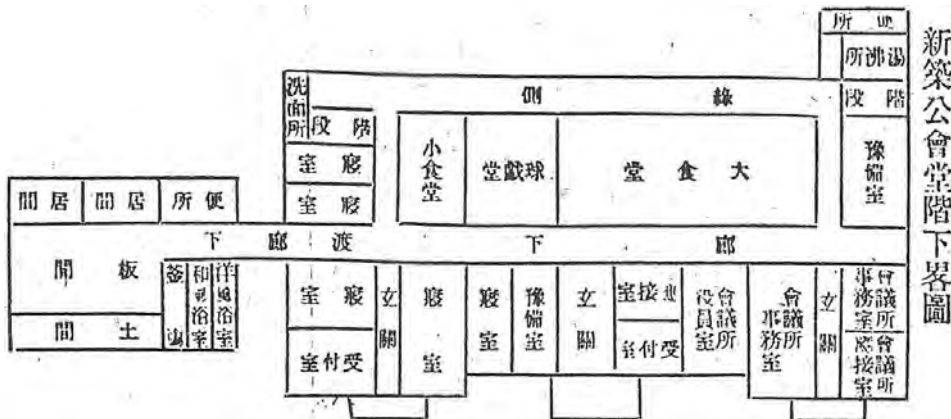 新築公會堂階下畧圖
便所
湯沸所
階段
豫備室
縁側
洗面所
階段
大食堂
球戯堂
小食堂
寢室
寢室
便所
居間
居間
廊下
渡廊下
會議所事務室
會議所應接室
玄關
會議所事務室
會議所役員室
應接室
受付室
玄關
豫備室
寢室
寢室
玄關
寢室
受付室
洋風浴室
和風浴室
釜
板間
土間